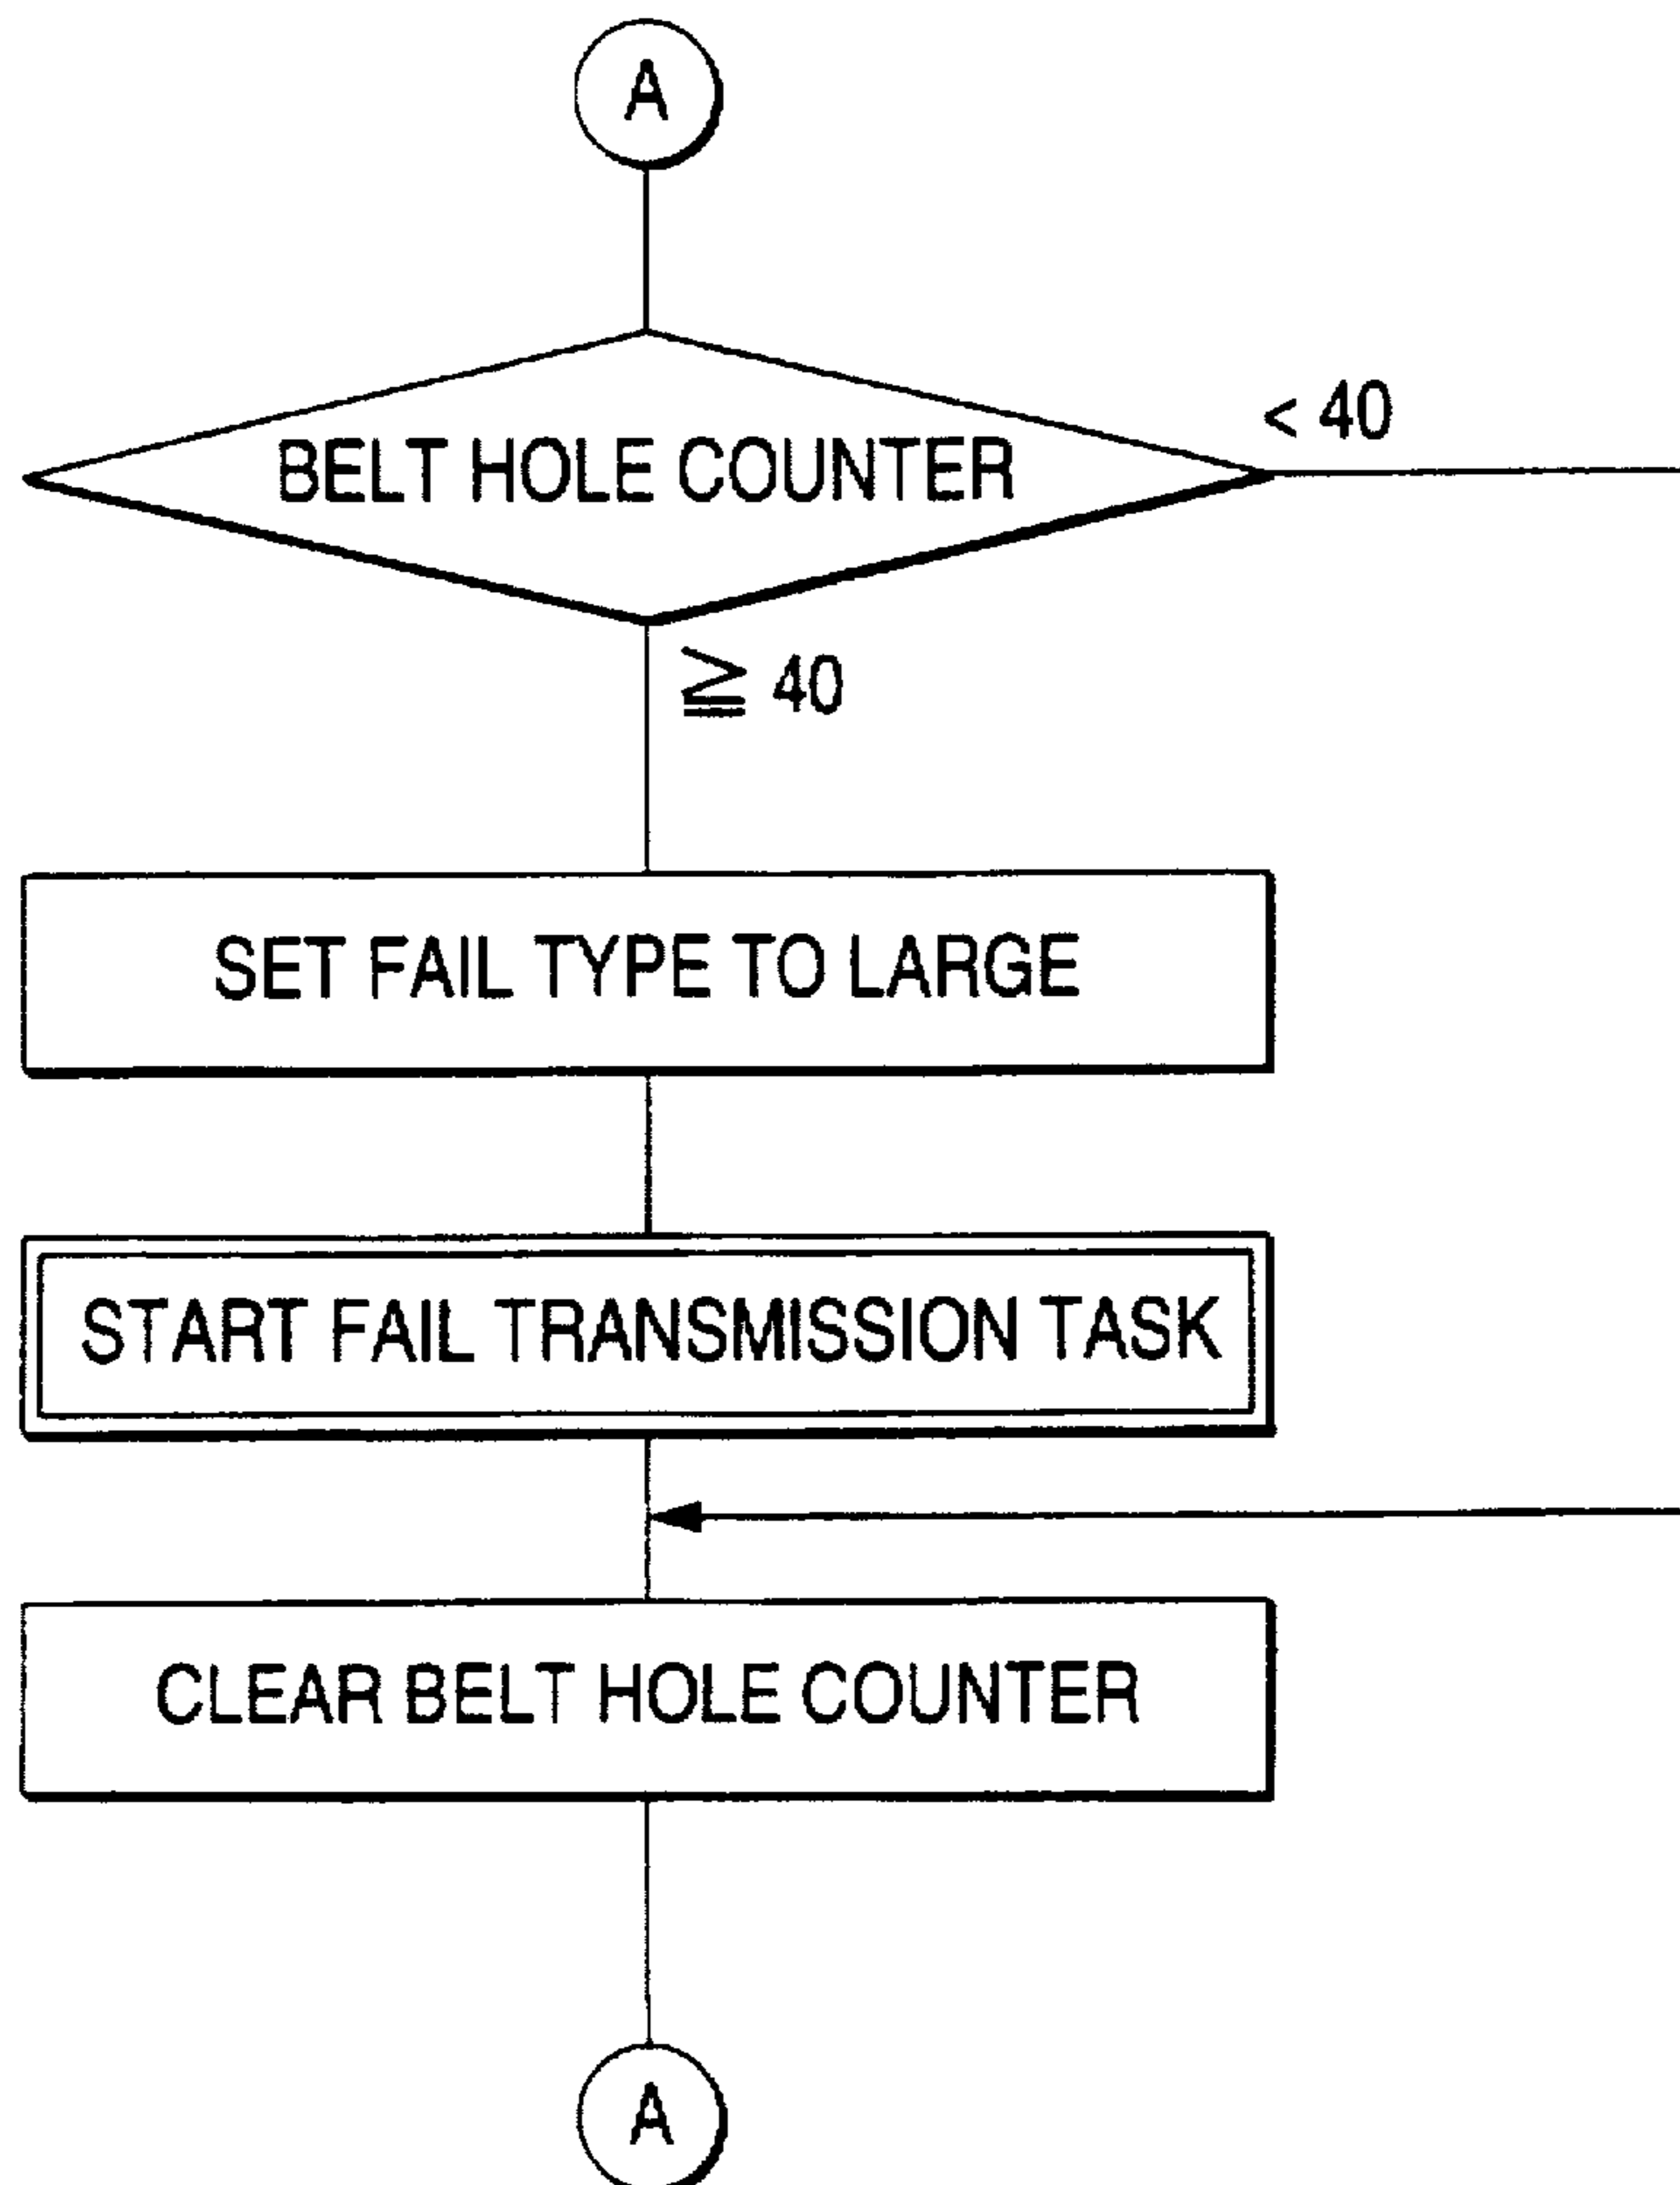 A
BELT HOLE COUNTER
< 40
≧ 40
SET FAIL TYPE TO LARGE
START FAIL TRANSMISSION TASK
CLEAR BELT HOLE COUNTER
A